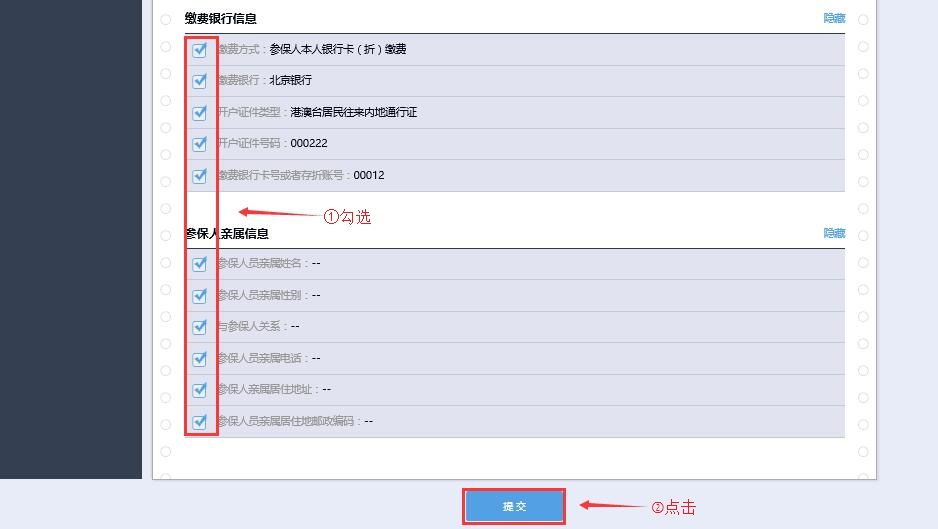 缴费银行信息 隐藏
缴费方式：参保人本人银行卡（折）缴费
缴费银行：北京银行
开户证件类型：港澳台居民往来内地通行证
开户证件号码：000222
缴费银行卡号或者存折账号：00012
①勾选
参保人亲属信息 隐藏
参保人员亲属姓名：--
参保人员亲属性别：--
与参保人关系：--
参保人员亲属电话：--
参保人亲属居住地址：--
参保人员亲属居住地邮政编码：--
提交 ②点击